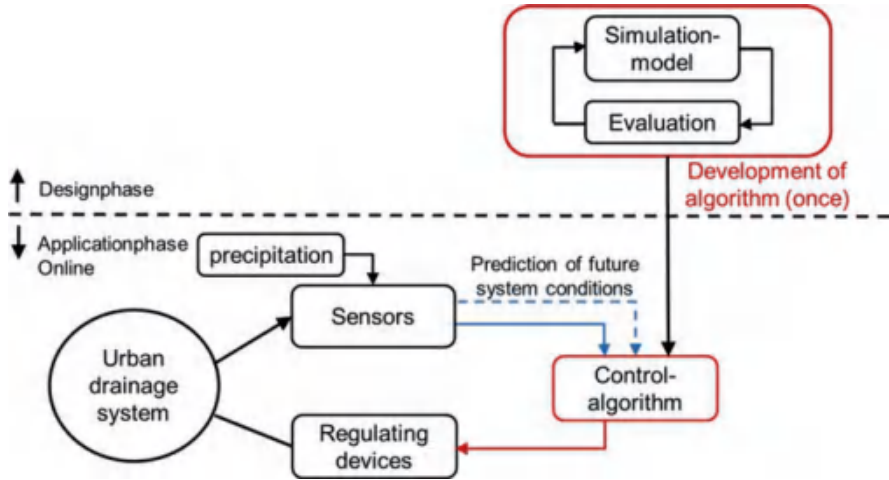 Simulation-
model
Evaluation
Development of
algorithm (once)
Designphase
Applicationphase
Online
precipitation
Prediction of future
system conditions
Sensors
Urban
drainage
system
Control-
algorithm
Regulating
devices